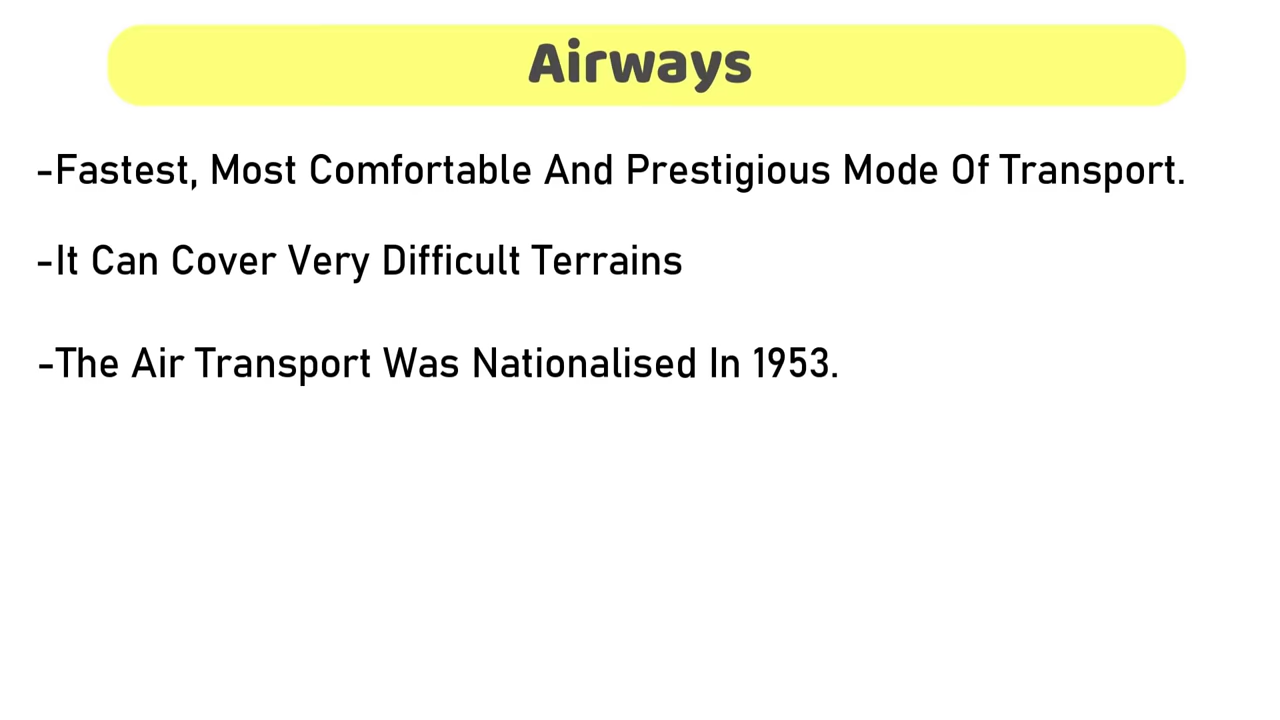 Airways
-Fastest, Most Comfortable And Prestigious Mode Of Transport.
-It Can Cover Very Difficult Terrains
-The Air Transport Was Nationalised In 1953.